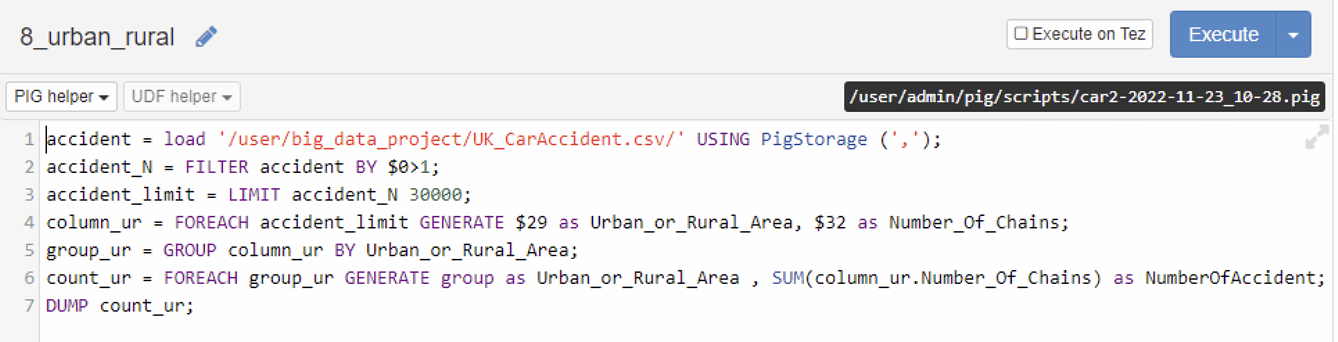 8_urban_rural
Execute on Tez
Execute
PIG helper
UDF helper
/user/admin/pig/scripts/car2-2022-11-23_10-28.pig
1 accident = load '/user/big_data_project/UK_CarAccident.csv/' USING PigStorage (',');
2 accident_N = FILTER accident BY $0>1;
3 accident_limit = LIMIT accident_N 30000;
4 column_ur = FOREACH accident_limit GENERATE $29 as Urban_or_Rural_Area, $32 as Number_Of_Chains;
5 group_ur = GROUP column_ur BY Urban_or_Rural_Area;
6 count_ur = FOREACH group_ur GENERATE group as Urban_or_Rural_Area , SUM(column_ur.Number_Of_Chains) as NumberOfAccident;
7 DUMP count_ur;